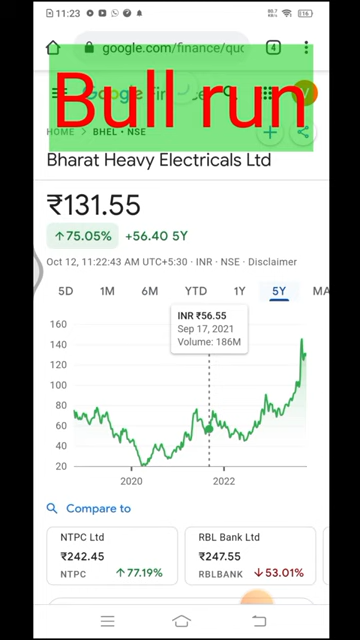 11:23
google.com/finance/quo
4
Bull run
HOME > BHEL • NSE
Bharat Heavy Electricals Ltd
₹131.55
↑75.05% +56.40 5Y
Oct 12, 11:22:43 AM UTC+5:30 · INR · NSE · Disclaimer
5D 1M 6M YTD 1Y 5Y MA
INR ₹56.55
Sep 17, 2021
Volume: 186M
160
140
120
100
80
60
40
20
2020 2022
Compare to
NTPC Ltd
₹242.45
NTPC ↑77.19%
RBL Bank Ltd
₹247.55
RBLBANK ↓53.01%